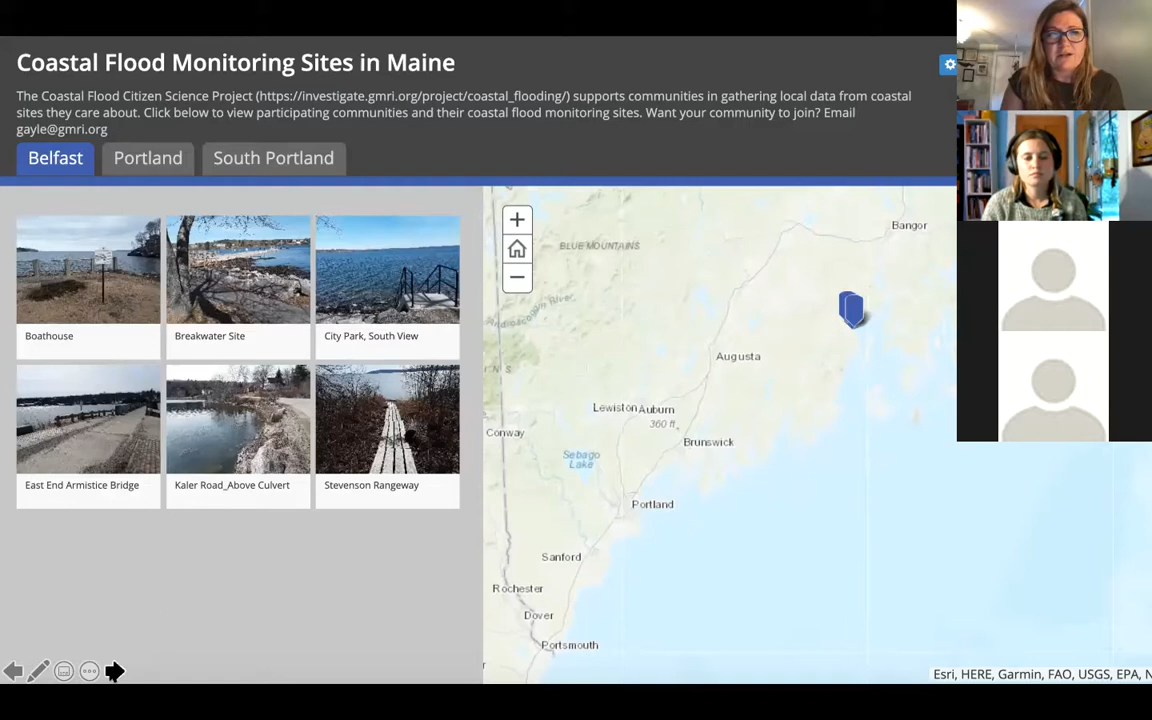 Coastal Flood Monitoring Sites in Maine
The Coastal Flood Citizen Science Project (https://investigate.gmri.org/project/coastal_flooding/) supports communities in gathering local data from coastal
sites they care about. Click below to view participating communities and their coastal flood monitoring sites. Want your community to join? Email
gayle@gmri.org
Belfast
Portland
South Portland
Boathouse
Breakwater Site
City Park, South View
East End Armistice Bridge
Kaler Road_Above Culvert
Stevenson Rangeway
Bangor
BLUE MOUNTAINS
Androscoggin River
Augusta
Lewiston
Auburn
360 ft
Conway
Brunswick
Sebago
Lake
Portland
Sanford
Rochester
Dover
Portsmouth
Esri, HERE, Garmin, FAO, USGS, EPA, N